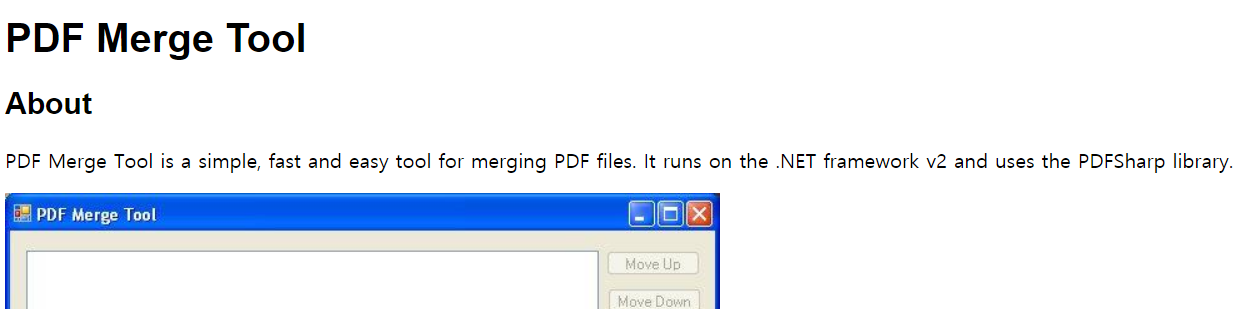 PDF Merge Tool
About
PDF Merge Tool is a simple, fast and easy tool for merging PDF files. It runs on the .NET framework v2 and uses the PDFSharp library.
PDF Merge Tool
Move Up
Move Down